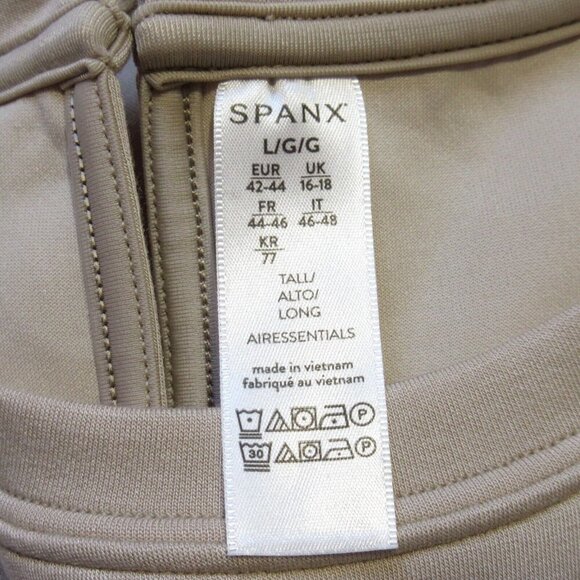 SPANX
L/G/G
EUR UK
42-44 16-18
FR IT
44-46 46-48
KR
77
TALL/
ALTO/
LONG
AIRESSENTIALS
made in vietnam
fabriqué au vietnam
P
30 P